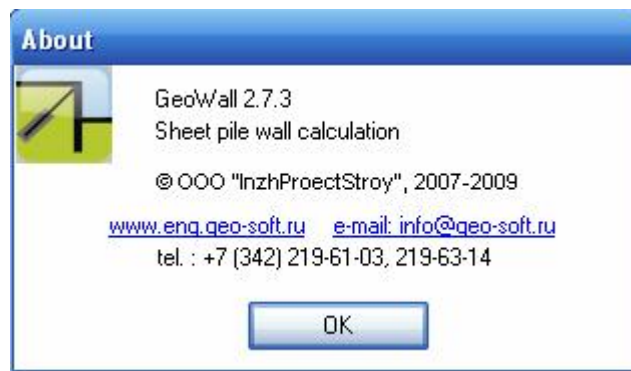 About
GeoWall 2.7.3
Sheet pile wall calculation
© OOO "InzhProectStroy", 2007-2009
www.eng.geo-soft.ru e-mail: info@geo-soft.ru
tel. : +7 (342) 219-61-03, 219-63-14
OK